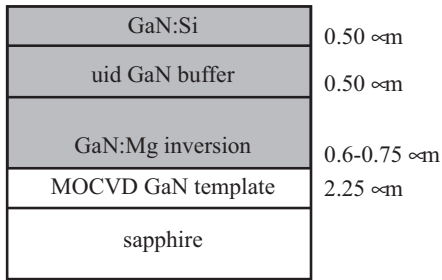 GaN:Si
0.50 ∝m
uid GaN buffer
0.50 ∝m
GaN:Mg inversion
0.6-0.75 ∝m
MOCVD GaN template
2.25 ∝m
sapphire